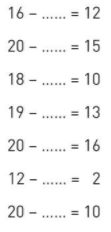 16 – ...... = 12
20 – ...... = 15
18 – ...... = 10
19 – ...... = 13
20 – ...... = 16
12 – ...... = 2
20 – ...... = 10